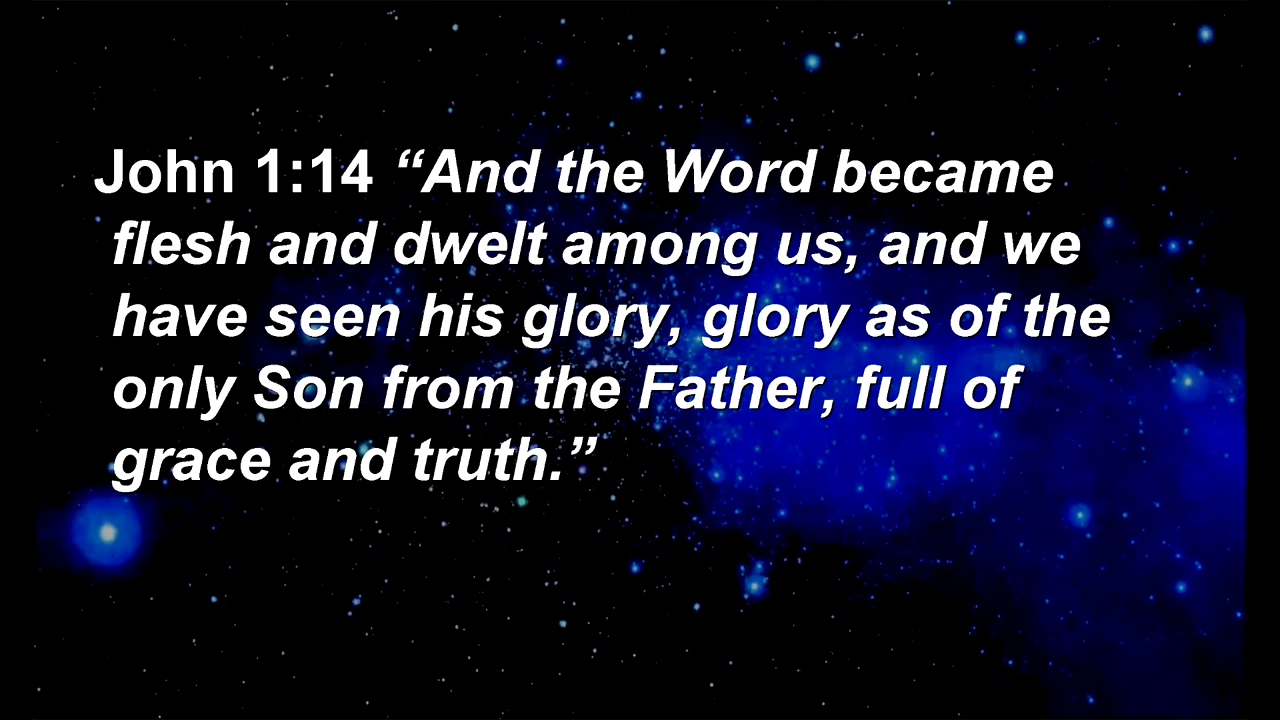 John 1:14 “And the Word became
flesh and dwelt among us, and we
have seen his glory, glory as of the
only Son from the Father, full of
grace and truth.”